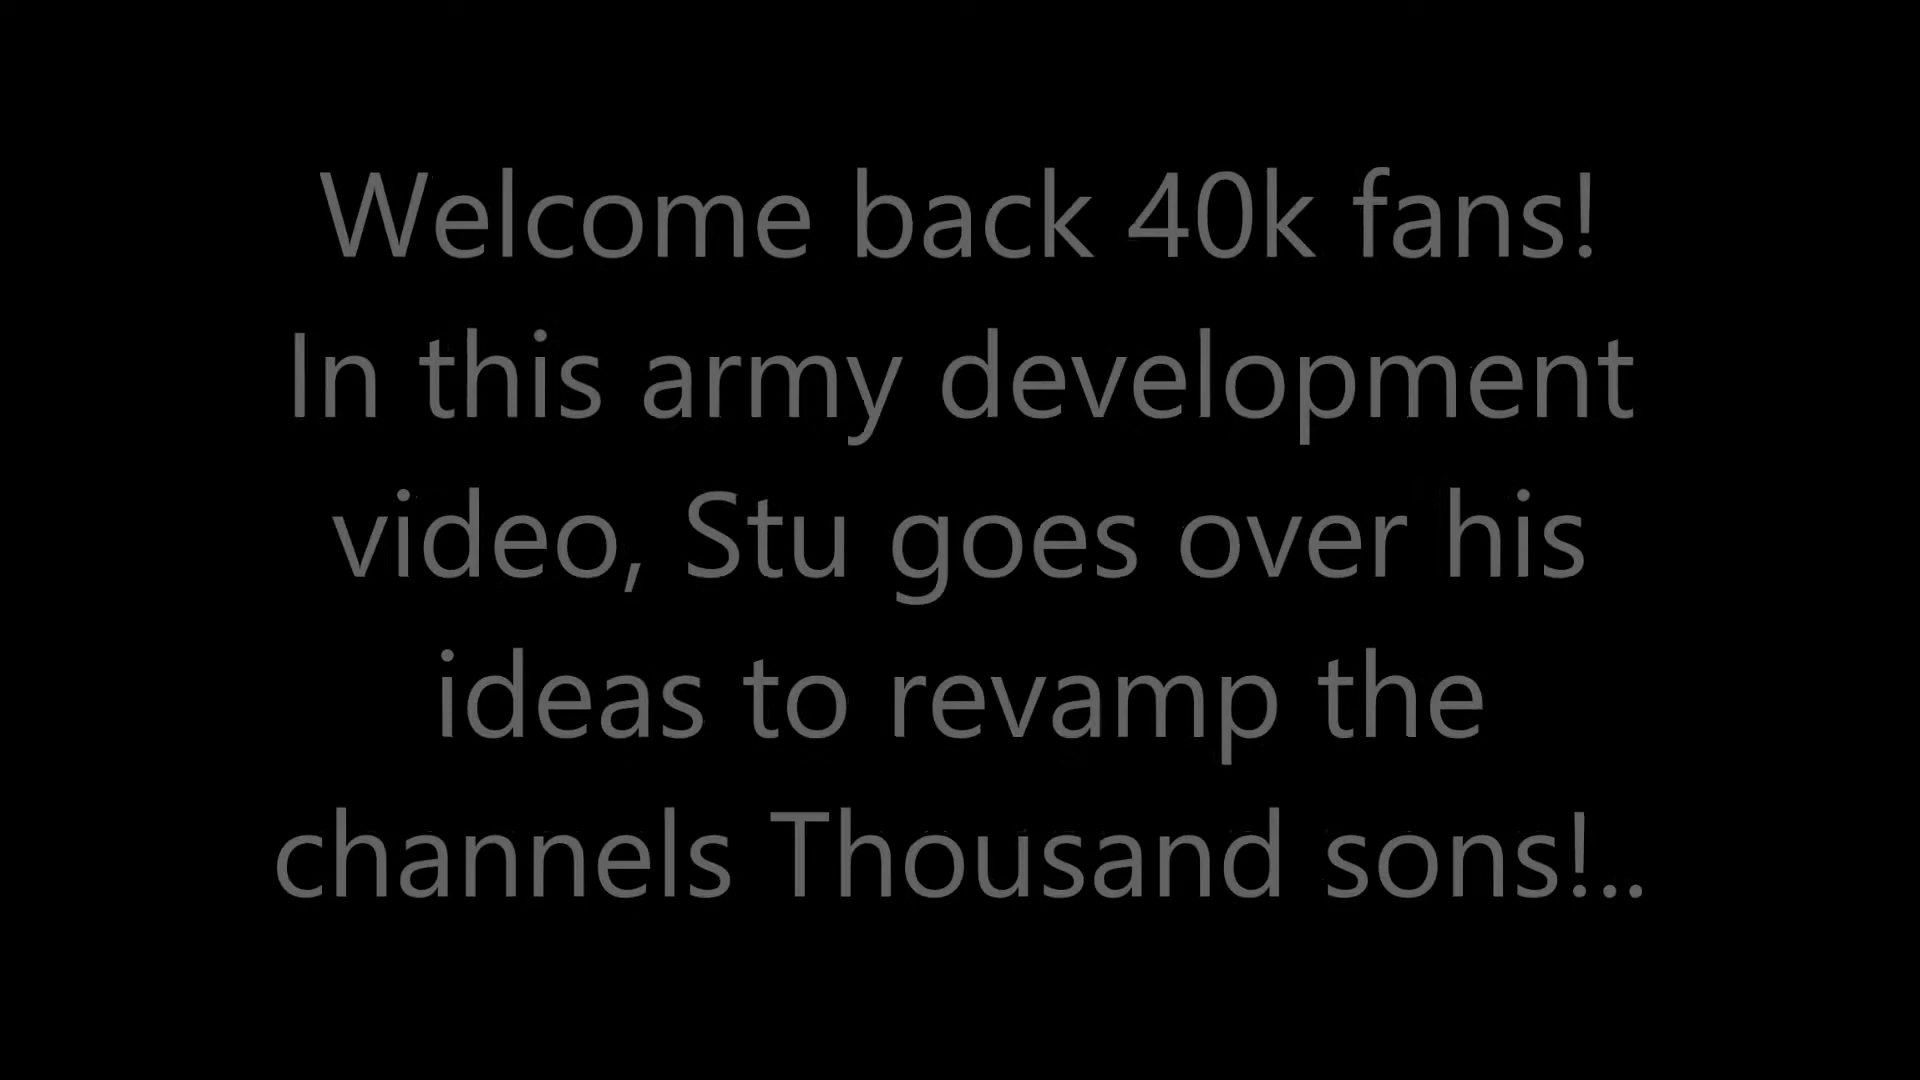 Welcome back 40k fans!
In this army development
video, Stu goes over his
ideas to revamp the
channels Thousand sons!..